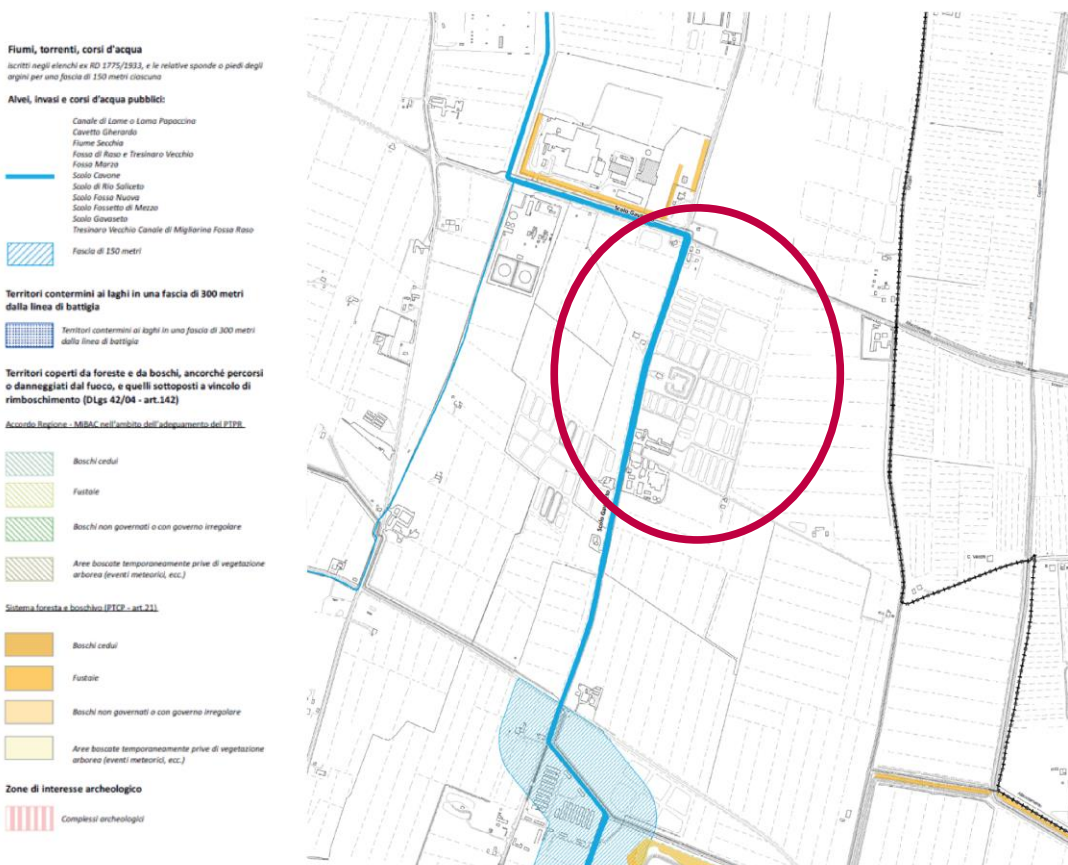 Fiumi, torrenti, corsi d'acqua
iscritti negli elenchi ex RD 1775/1933, e le relative sponde o piedi degli
argini per una fascia di 150 metri ciascuna
Alvei, invasi e corsi d'acqua pubblici:
Canale di Lame o Lama Papaccina
Cavetto Gherardo
Fiume Secchia
Fossa di Raso e Tresinaro Vecchio
Fossa Marza
Scolo Cavone
Scolo di Rio Saliceto
Scolo Fossa Nuova
Scolo Fossetto di Mezzo
Scolo Gavaseto
Tresinaro Vecchio Canale di Migliarina Fossa Raso
Fascia di 150 metri
Territori contermini ai laghi in una fascia di 300 metri
dalla linea di battigia
Territori contermini ai laghi in una fascia di 300 metri
dalla linea di battigia
Territori coperti da foreste e da boschi, ancorché percorsi
o danneggiati dal fuoco, e quelli sottoposti a vincolo di
rimboschimento (DLgs 42/04 - art.142)
Accordo Regione - MiBAC nell'ambito dell'adeguamento del PTPR
Boschi cedui
Fustaie
Boschi non governati o con governo irregolare
Aree boscate temporaneamente prive di vegetazione
arborea (eventi meteorici, ecc.)
Sistema foresta e boschivo (PTCP - art.21)
Boschi cedui
Fustaie
Boschi non governati o con governo irregolare
Aree boscate temporaneamente prive di vegetazione
arborea (eventi meteorici, ecc.)
Zone di interesse archeologico
Complessi archeologici
Scolo
Scolo